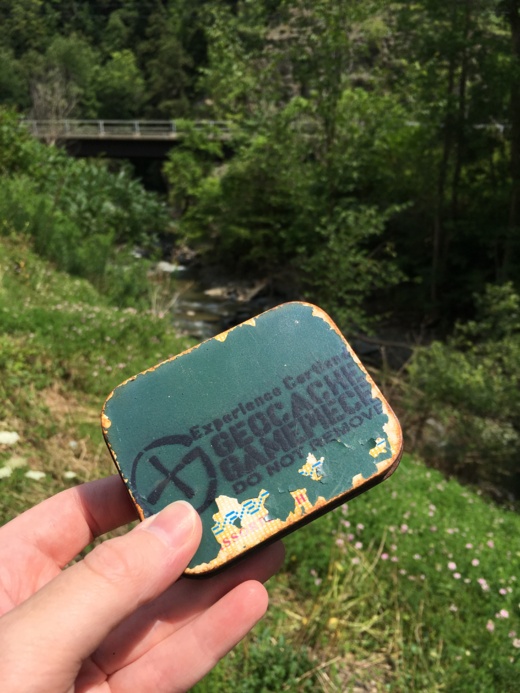 Experience Cortland
GEOCACHE
GAMEPIECE
DO NOT REMOVE